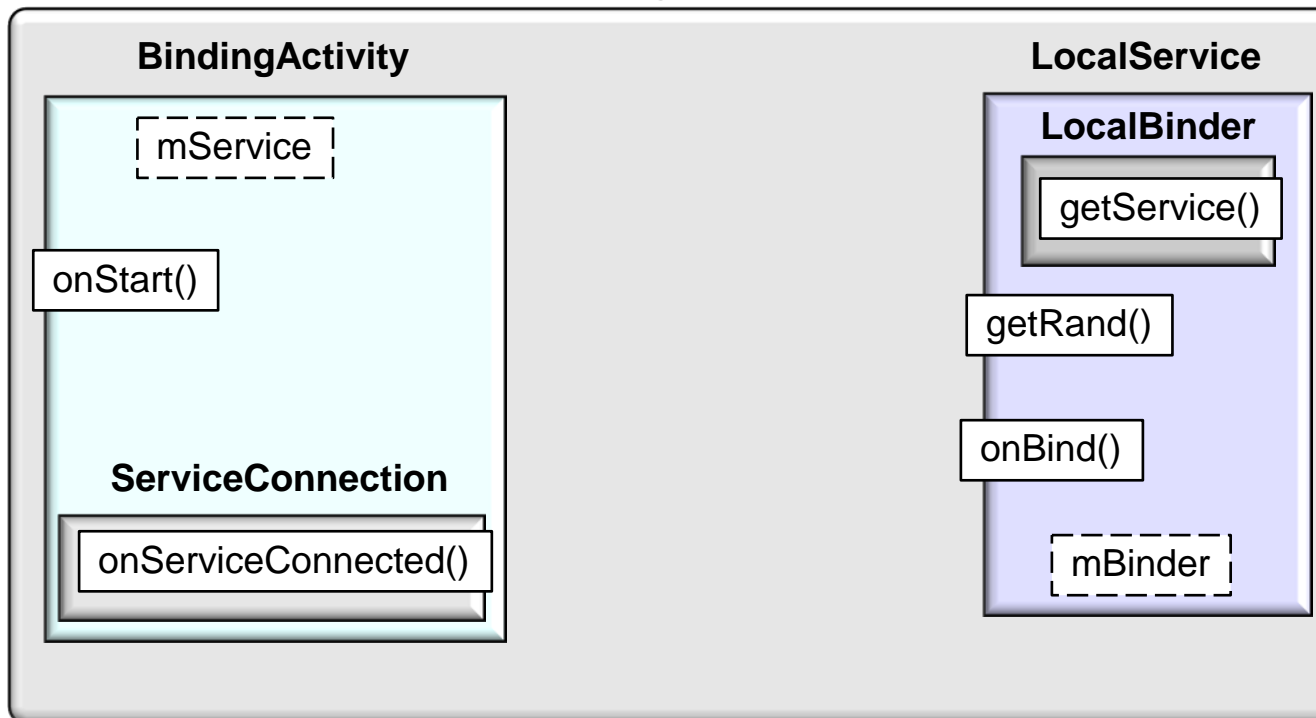 BindingActivity
mService
onStart()
ServiceConnection
onServiceConnected()
LocalService
LocalBinder
getService()
getRand()
onBind()
mBinder